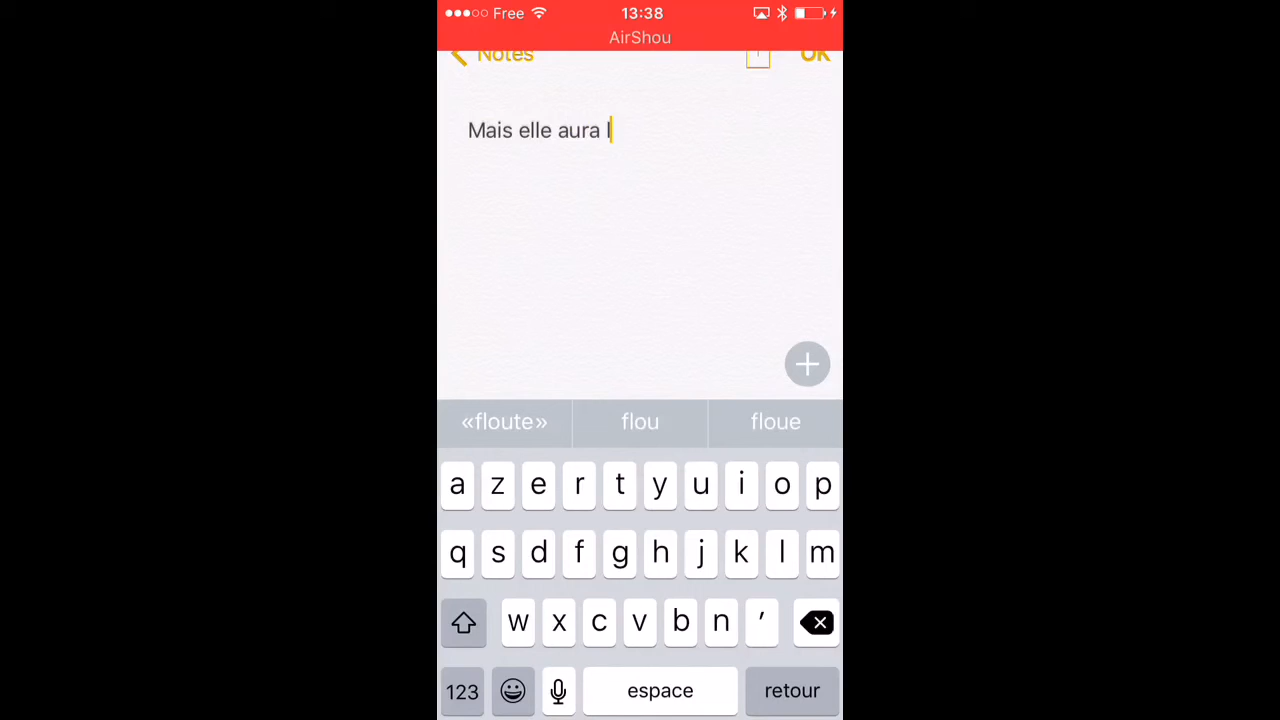 Free 13:38
AirShou
Notes OK
Mais elle aura l
«floute» flou floue
a z e r t y u i o p
q s d f g h j k l m
w x c v b n ’
123 espace retour